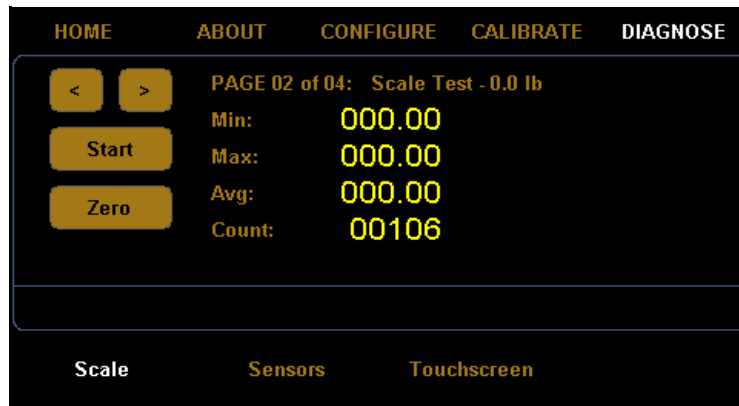 HOME ABOUT CONFIGURE CALIBRATE DIAGNOSE
< > PAGE 02 of 04: Scale Test - 0.0 lb
Min: 000.00
Start
Max: 000.00
Avg: 000.00
Zero
Count: 00106
Scale Sensors Touchscreen